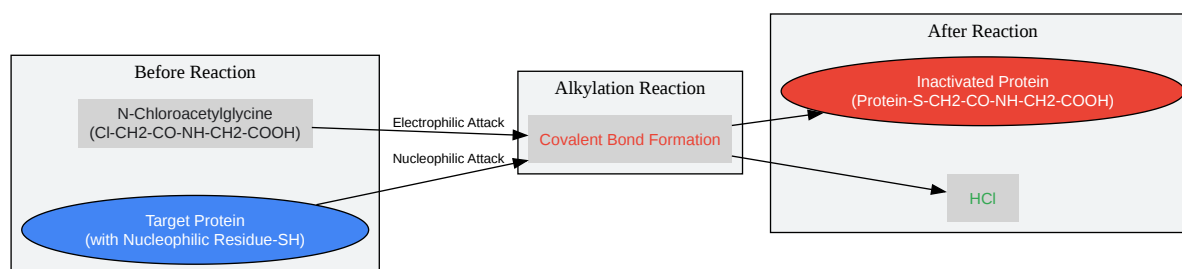 Before Reaction
N-Chloroacetylglycine
(Cl-CH2-CO-NH-CH2-COOH)
Target Protein
(with Nucleophilic Residue-SH)
Electrophilic Attack
Nucleophilic Attack
Alkylation Reaction
Covalent Bond Formation
After Reaction
Inactivated Protein
(Protein-S-CH2-CO-NH-CH2-COOH)
HCl